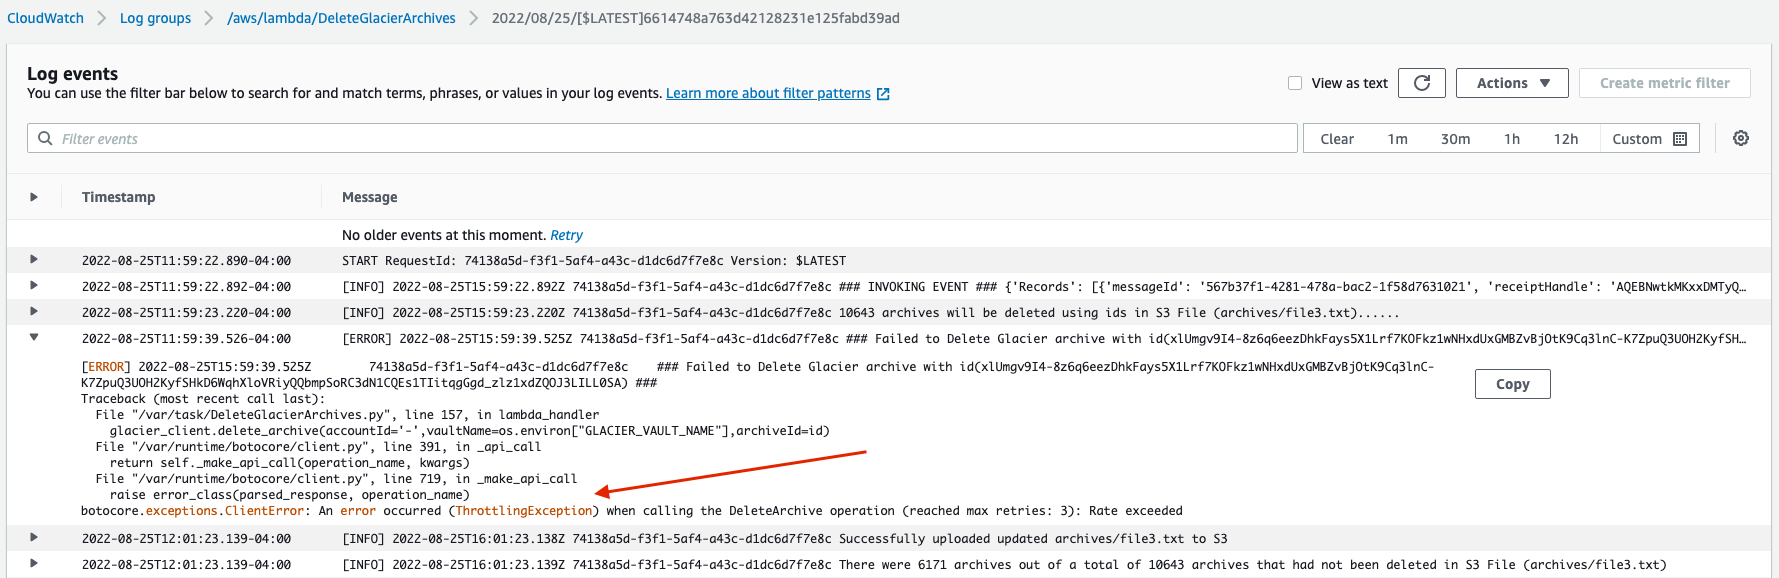 CloudWatch > Log groups > /aws/lambda/DeleteGlacierArchives > 2022/08/25/[$LATEST]6614748a763d42128231e125fabd39ad
Log events
You can use the filter bar below to search for and match terms, phrases, or values in your log events. Learn more about filter patterns
View as text Actions Create metric filter
Filter events
Clear 1m 30m 1h 12h Custom
Timestamp Message
No older events at this moment. Retry
2022-08-25T11:59:22.890-04:00 START RequestId: 74138a5d-f3f1-5af4-a43c-d1dc6d7f7e8c Version: $LATEST
2022-08-25T11:59:22.892-04:00 [INFO] 2022-08-25T15:59:22.892Z 74138a5d-f3f1-5af4-a43c-d1dc6d7f7e8c ### INVOKING EVENT ### {'Records': [{'messageId': '567b37f1-4281-478a-bac2-1f58d7631021', 'receiptHandle': 'AQEBNwtkMKxxDMTyQ…
2022-08-25T11:59:23.220-04:00 [INFO] 2022-08-25T15:59:23.220Z 74138a5d-f3f1-5af4-a43c-d1dc6d7f7e8c 10643 archives will be deleted using ids in S3 File (archives/file3.txt)......
2022-08-25T11:59:39.526-04:00 [ERROR] 2022-08-25T15:59:39.525Z 74138a5d-f3f1-5af4-a43c-d1dc6d7f7e8c ### Failed to Delete Glacier archive with id(xlUmgv9I4-8z6q6eezDhkFays5X1Lrf7KOFkz1wNHxdUxGMBZvBjOtK9Cq3lnC-K7ZpuQ3UOH2KyfSH…
[ERROR] 2022-08-25T15:59:39.525Z 74138a5d-f3f1-5af4-a43c-d1dc6d7f7e8c ### Failed to Delete Glacier archive with id(xlUmgv9I4-8z6q6eezDhkFays5X1Lrf7KOFkz1wNHxdUxGMBZvBjOtK9Cq3lnC-
K7ZpuQ3UOH2KyfSHkD6WqhXloVRiyQQbmpSoRC3dN1CQEs1TIitqgGgd_zlz1xdZQOJ3LILL0SA) ###
Copy
Traceback (most recent call last):
File "/var/task/DeleteGlacierArchives.py", line 157, in lambda_handler
glacier_client.delete_archive(accountId='-',vaultName=os.environ["GLACIER_VAULT_NAME"],archiveId=id)
File "/var/runtime/botocore/client.py", line 391, in _api_call
return self._make_api_call(operation_name, kwargs)
File "/var/runtime/botocore/client.py", line 719, in _make_api_call
raise error_class(parsed_response, operation_name)
botocore.exceptions.ClientError: An error occurred (ThrottlingException) when calling the DeleteArchive operation (reached max retries: 3): Rate exceeded
2022-08-25T12:01:23.139-04:00 [INFO] 2022-08-25T16:01:23.138Z 74138a5d-f3f1-5af4-a43c-d1dc6d7f7e8c Successfully uploaded updated archives/file3.txt to S3
2022-08-25T12:01:23.139-04:00 [INFO] 2022-08-25T16:01:23.139Z 74138a5d-f3f1-5af4-a43c-d1dc6d7f7e8c There were 6171 archives out of a total of 10643 archives that had not been deleted in S3 File (archives/file3.txt)